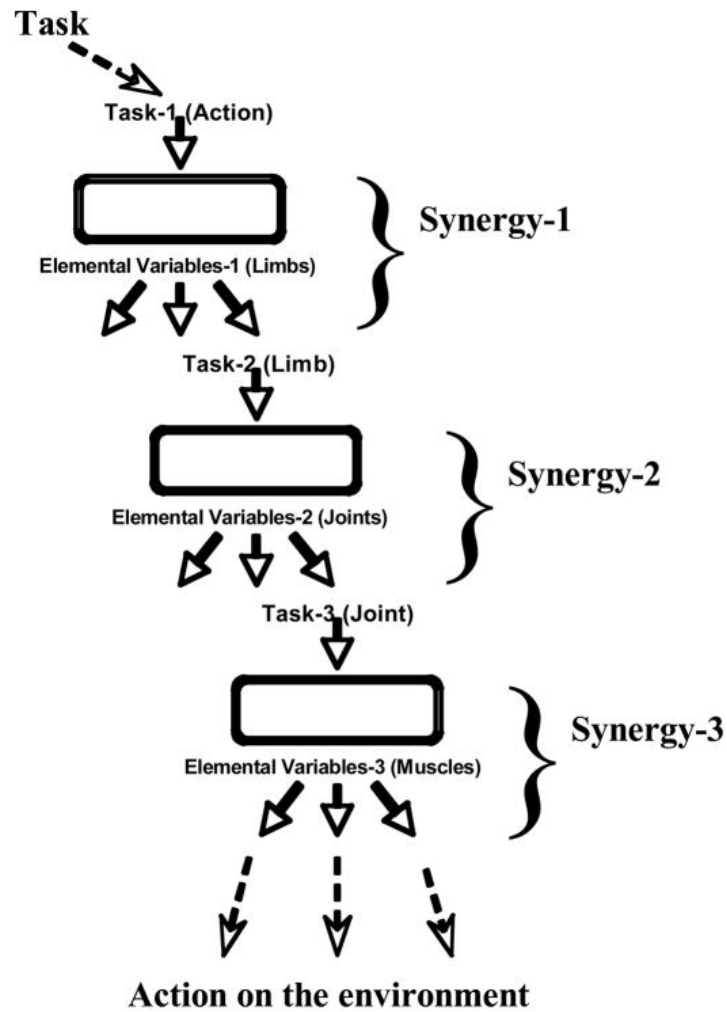 Task
Task-1 (Action)
Synergy-1
Elemental Variables-1 (Limbs)
Task-2 (Limb)
Synergy-2
Elemental Variables-2 (Joints)
Task-3 (Joint)
Synergy-3
Elemental Variables-3 (Muscles)
Action on the environment